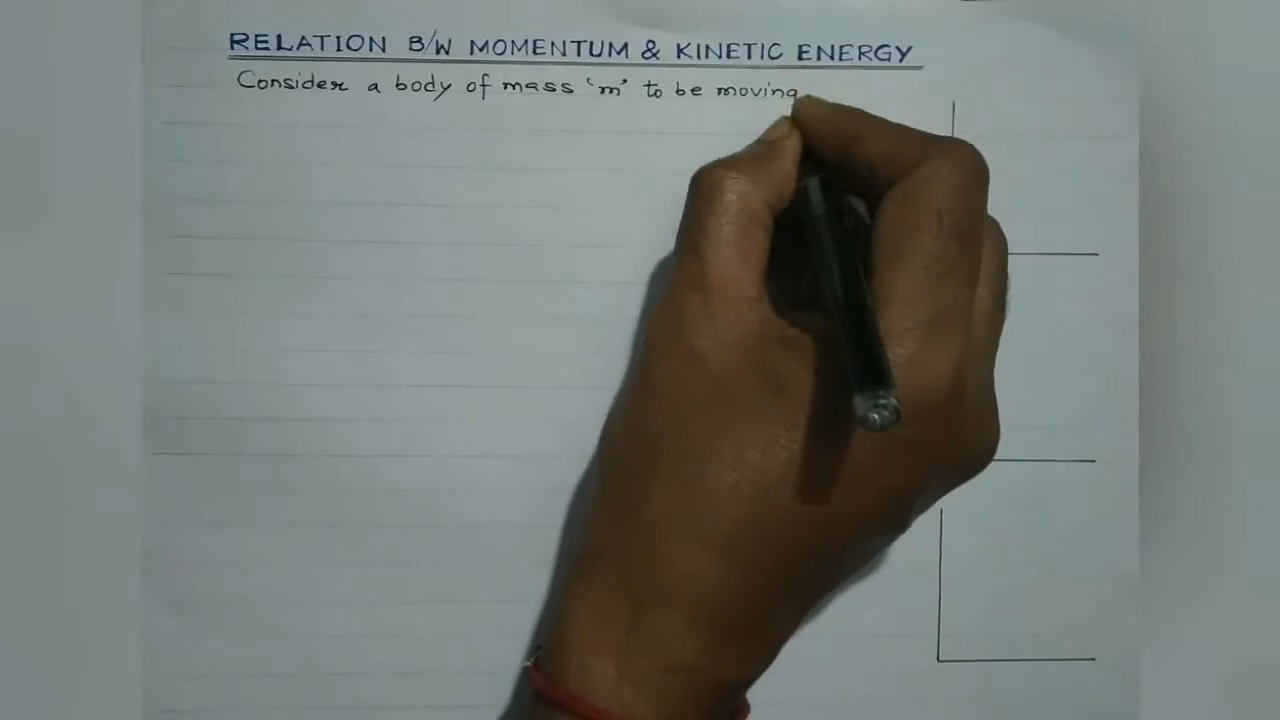 RELATION B/W MOMENTUM & KINETIC ENERGY
Consider a body of mass 'm' to be moving